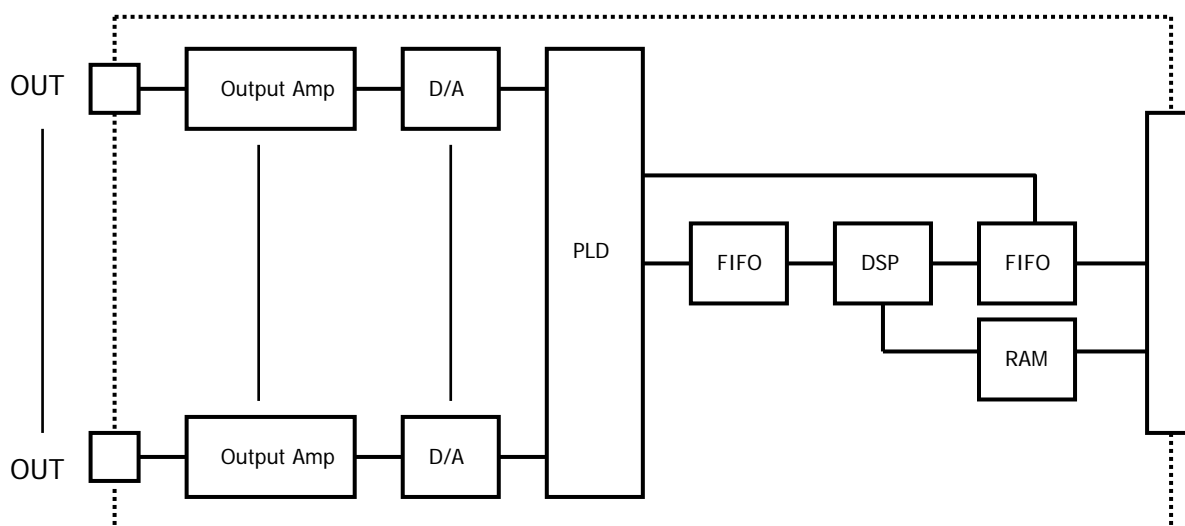 OUT
Output Amp
D/A
PLD
FIFO
DSP
FIFO
RAM
OUT
Output Amp
D/A